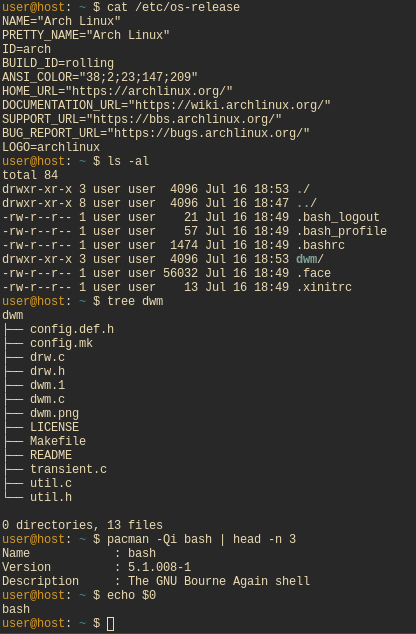 user@host: ~ $ cat /etc/os-release
NAME="Arch Linux"
PRETTY_NAME="Arch Linux"
ID=arch
BUILD_ID=rolling
ANSI_COLOR="38;2;23;147;209"
HOME_URL="https://archlinux.org/"
DOCUMENTATION_URL="https://wiki.archlinux.org/"
SUPPORT_URL="https://bbs.archlinux.org/"
BUG_REPORT_URL="https://bugs.archlinux.org/"
LOGO=archlinux
user@host: ~ $ ls -al
total 84
drwxr-xr-x 3 user user  4096 Jul 16 18:53 ./
drwxr-xr-x 8 user user  4096 Jul 16 18:47 ../
-rw-r--r-- 1 user user    21 Jul 16 18:49 .bash_logout
-rw-r--r-- 1 user user    57 Jul 16 18:49 .bash_profile
-rw-r--r-- 1 user user  1474 Jul 16 18:49 .bashrc
drwxr-xr-x 3 user user  4096 Jul 16 18:53 dwm/
-rw-r--r-- 1 user user 56032 Jul 16 18:49 .face
-rw-r--r-- 1 user user    13 Jul 16 18:49 .xinitrc
user@host: ~ $ tree dwm
dwm
├── config.def.h
├── config.mk
├── drw.c
├── drw.h
├── dwm.1
├── dwm.c
├── dwm.png
├── LICENSE
├── Makefile
├── README
├── transient.c
├── util.c
└── util.h

0 directories, 13 files
user@host: ~ $ pacman -Qi bash | head -n 3
Name            : bash
Version         : 5.1.008-1
Description     : The GNU Bourne Again shell
user@host: ~ $ echo $0
bash
user@host: ~ $